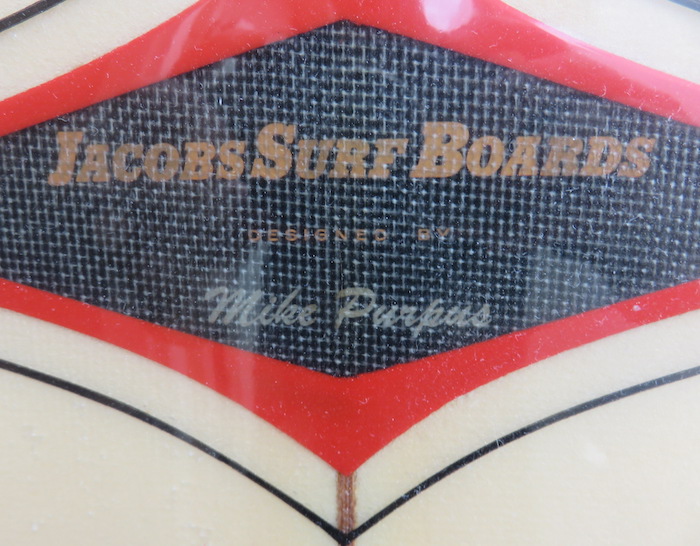 JACOBS SURF BOARDS
DESIGNED BY
Mike Purpus